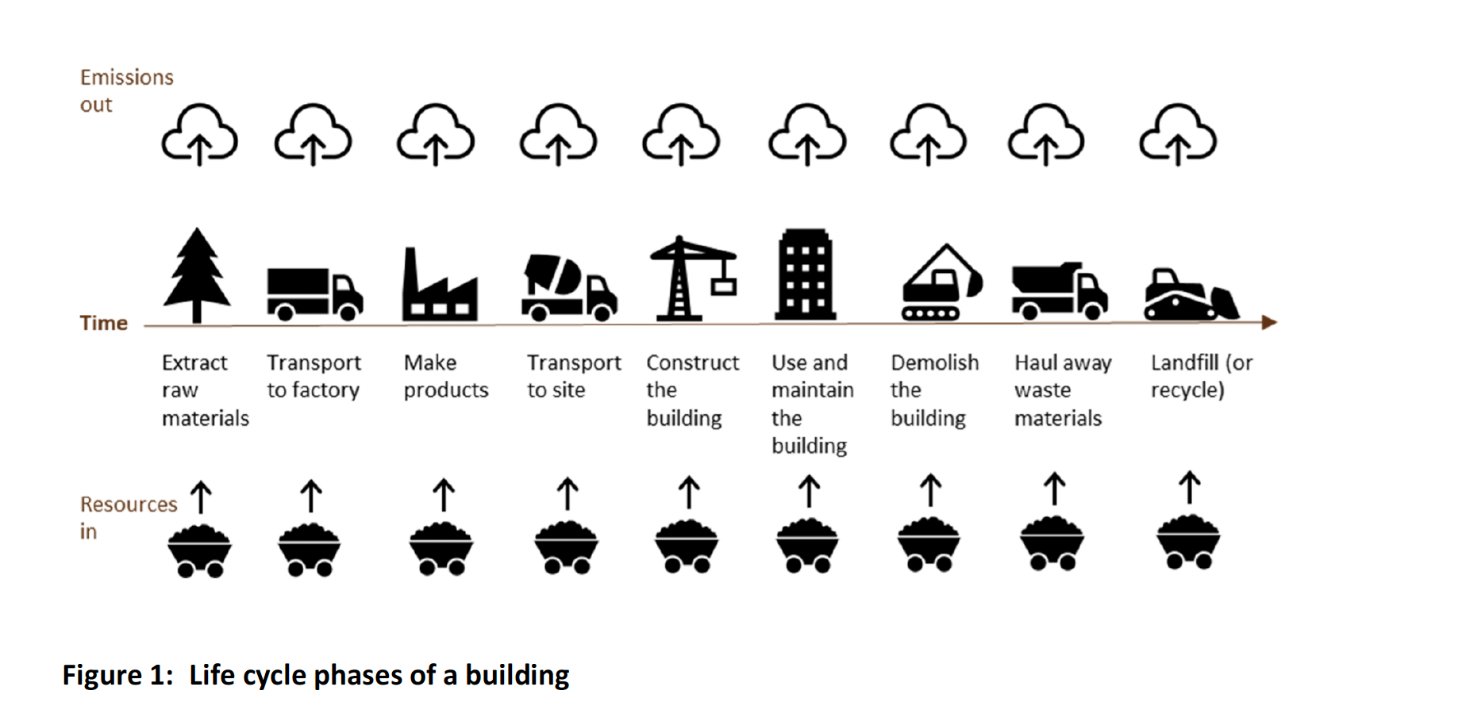 Emissions
out
Time
Extract
raw
materials
Transport
to factory
Make
products
Transport
to site
Construct
the
building
Use and
maintain
the
building
Demolish
the
building
Haul away
waste
materials
Landfill (or
recycle)
Resources
in
Figure 1:  Life cycle phases of a building